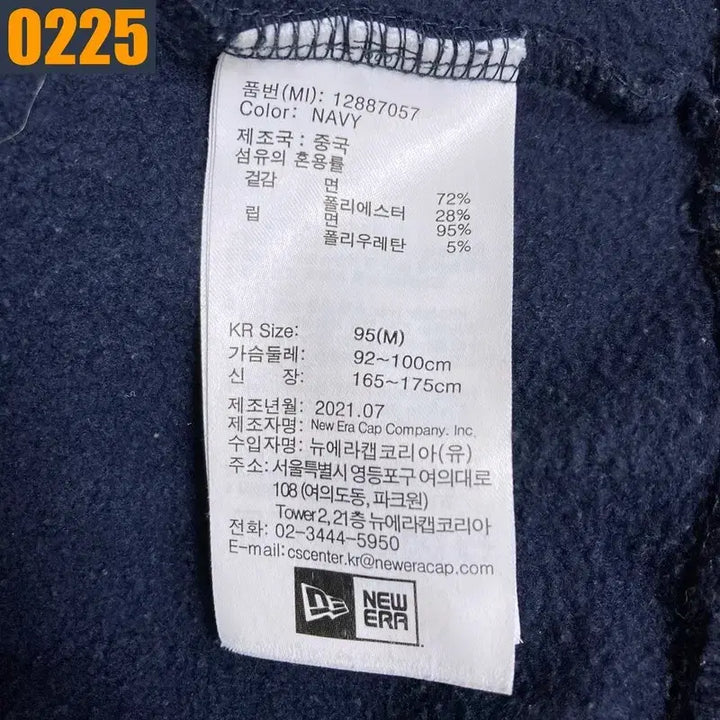 0225
품번(MI): 12887057
Color: NAVY
제조국 : 중국
섬유의 혼용률
겉감 면 72%
폴리에스터 28%
립 면 95%
폴리우레탄 5%
KR Size: 95(M)
가슴둘레: 92~100cm
신 장: 165~175cm
제조년월: 2021.07
제조자명: New Era Cap Company. Inc
수입자명: 뉴에라캡코리아(유)
주소: 서울특별시 영등포구 여의대로
108 (여의도동, 파크원)
Tower 2, 21층 뉴에라캡코리아
전화: 02-3444-5950
E-mail:cscenter.kr@neweracap.com
NEW
ERA